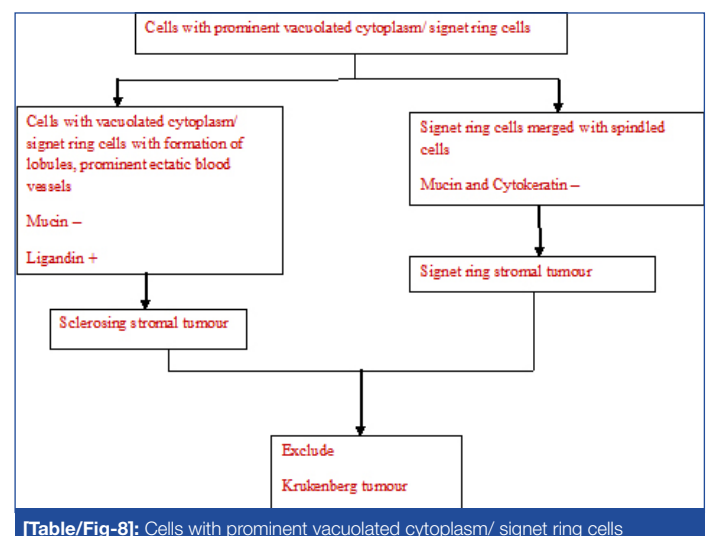 Cells with prominent vacuolated cytoplasm/ signet ring cells
Cells with vacuolated cytoplasm/
signet ring cells with formation of
lobules, prominent ectatic blood
vessels
Mucin –
Ligandin +
Signet ring cells merged with spindled
cells
Mucin and Cytokeratin –
Sclerosing stromal tumour
Signet ring stromal tumour
Exclude
Krukenberg tumour
[Table/Fig-8]: Cells with prominent vacuolated cytoplasm/ signet ring cells